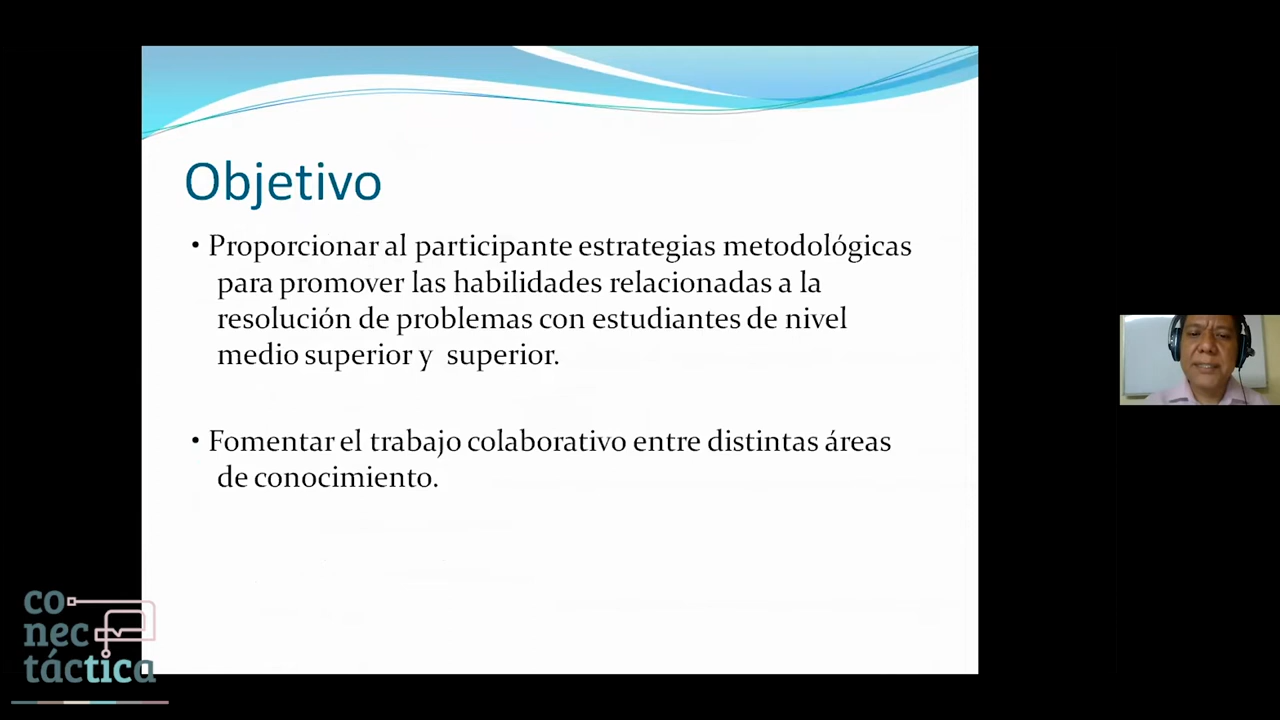 Objetivo
• Proporcionar al participante estrategias metodológicas
para promover las habilidades relacionadas a la
resolución de problemas con estudiantes de nivel
medio superior y superior.
• Fomentar el trabajo colaborativo entre distintas áreas
de conocimiento.
co
nec
táctica